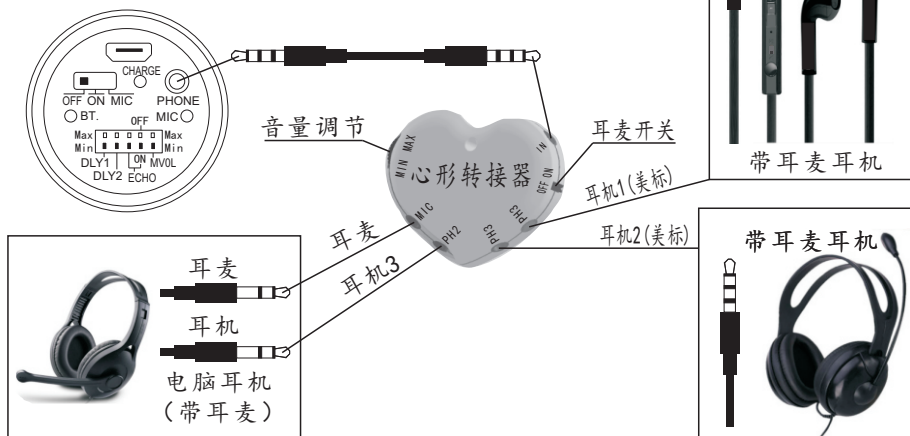 CHARGE
OFF ON MIC
PHONE
BT.
MIC
OFF
Max
Max
Min
Min
DLY1
ON
MVOL
DLY2
ECHO
音量调节
MIN MAX
IN
耳麦开关
OFF ON
心形转接器
MIC
PH2
PH3
PH3
耳机1(美标)
耳机2(美标)
带耳麦耳机
耳麦
耳机3
耳麦
耳机
电脑耳机
（带耳麦）
带耳麦耳机